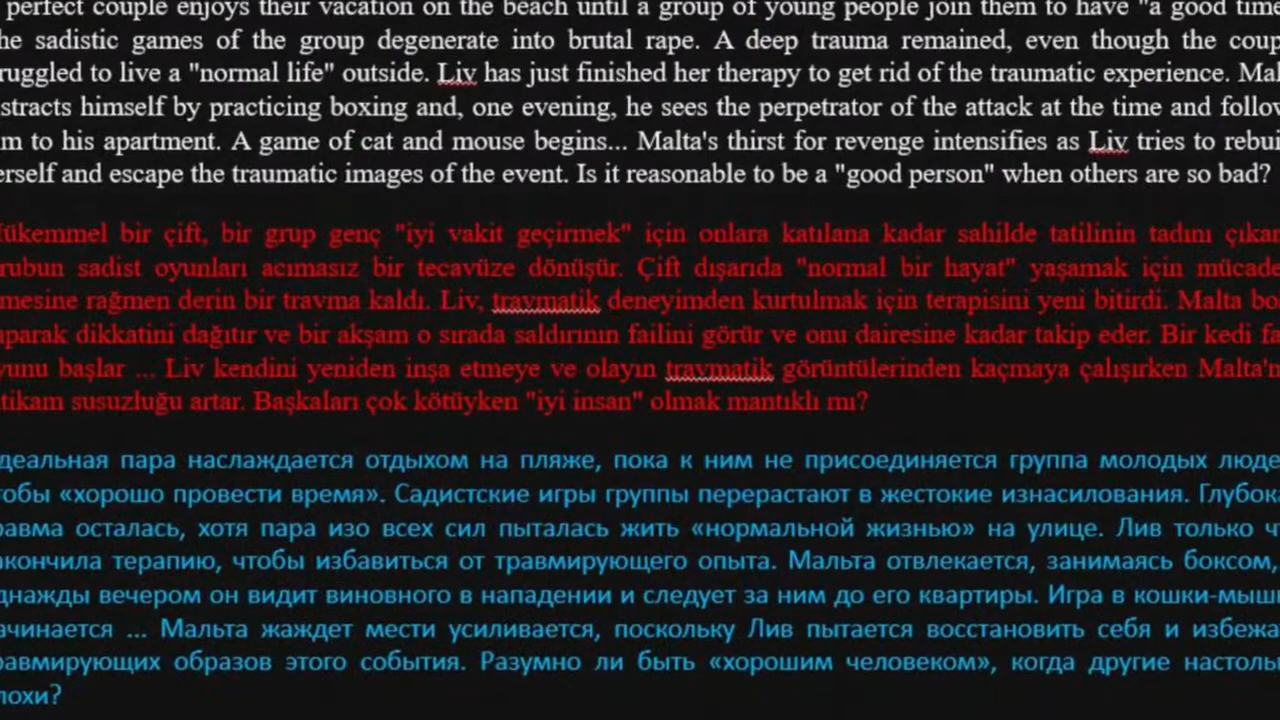 perfect couple enjoys their vacation on the beach until a group of young people join them to have "a good time
he sadistic games of the group degenerate into brutal rape. A deep trauma remained, even though the coup
ruggled to live a "normal life" outside. Liv has just finished her therapy to get rid of the traumatic experience. Mal
stracts himself by practicing boxing and, one evening, he sees the perpetrator of the attack at the time and follow
m to his apartment. A game of cat and mouse begins... Malta's thirst for revenge intensifies as Liv tries to rebui
erself and escape the traumatic images of the event. Is it reasonable to be a "good person" when others are so bad?
ükemmel bir çift, bir grup genç "iyi vakit geçirmek" için onlara katılana kadar sahilde tatilinin tadını çıkar
rubun sadist oyunları acımasız bir tecavüze dönüşür. Çift dışarıda "normal bir hayat" yaşamak için mücade
mesine rağmen derin bir travma kaldı. Liv, travmatik deneyimden kurtulmak için terapisini yeni bitirdi. Malta bo
aparak dikkatini dağıtır ve bir akşam o sırada saldırının failini görür ve onu dairesine kadar takip eder. Bir kedi fa
yunu başlar ... Liv kendini yeniden inşa etmeye ve olayın travmatik görüntülerinden kaçmaya çalışırken Malta'n
tikam susuzluğu artar. Başkaları çok kötüyken "iyi insan" olmak mantıklı mı?
деальная пара наслаждается отдыхом на пляже, пока к ним не присоединяется группа молодых люде
тобы «хорошо провести время». Садистские игры группы перерастают в жестокие изнасилования. Глубок
равма осталась, хотя пара изо всех сил пыталась жить «нормальной жизнью» на улице. Лив только ч
акончила терапию, чтобы избавиться от травмирующего опыта. Мальта отвлекается, занимаясь боксом,
днажды вечером он видит виновного в нападении и следует за ним до его квартиры. Игра в кошки-мыш
ачинается ... Мальта жаждет мести усиливается, поскольку Лив пытается восстановить себя и избежа
равмирующих образов этого события. Разумно ли быть «хорошим человеком», когда другие настоль
лохи?